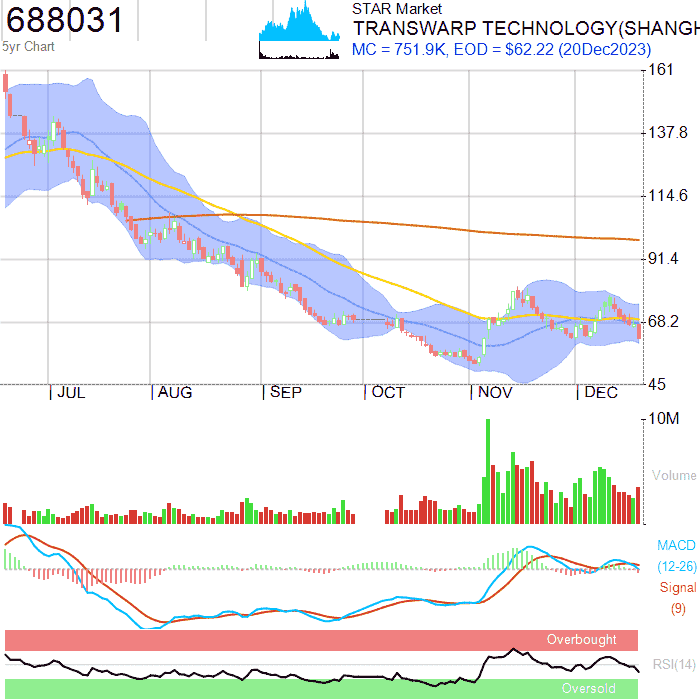 688031
5yr Chart
STAR Market
TRANSWARP TECHNOLOGY(SHANGH
MC = 751.9K, EOD = $62.22 (20Dec2023)
161
137.8
114.6
91.4
68.2
45
JUL AUG SEP OCT NOV DEC
10M
Volume
MACD
(12-26)
Signal
(9)
Overbought
RSI(14)
Oversold